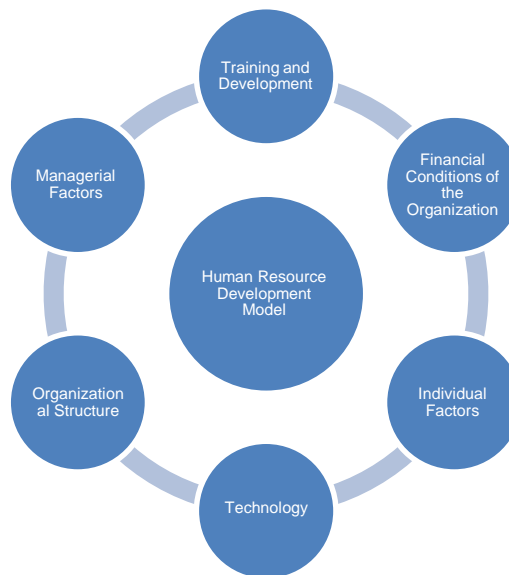 Training and
Development
Financial
Conditions of
the
Organization
Managerial
Factors
Human Resource
Development
Model
Organization
al Structure
Individual
Factors
Technology